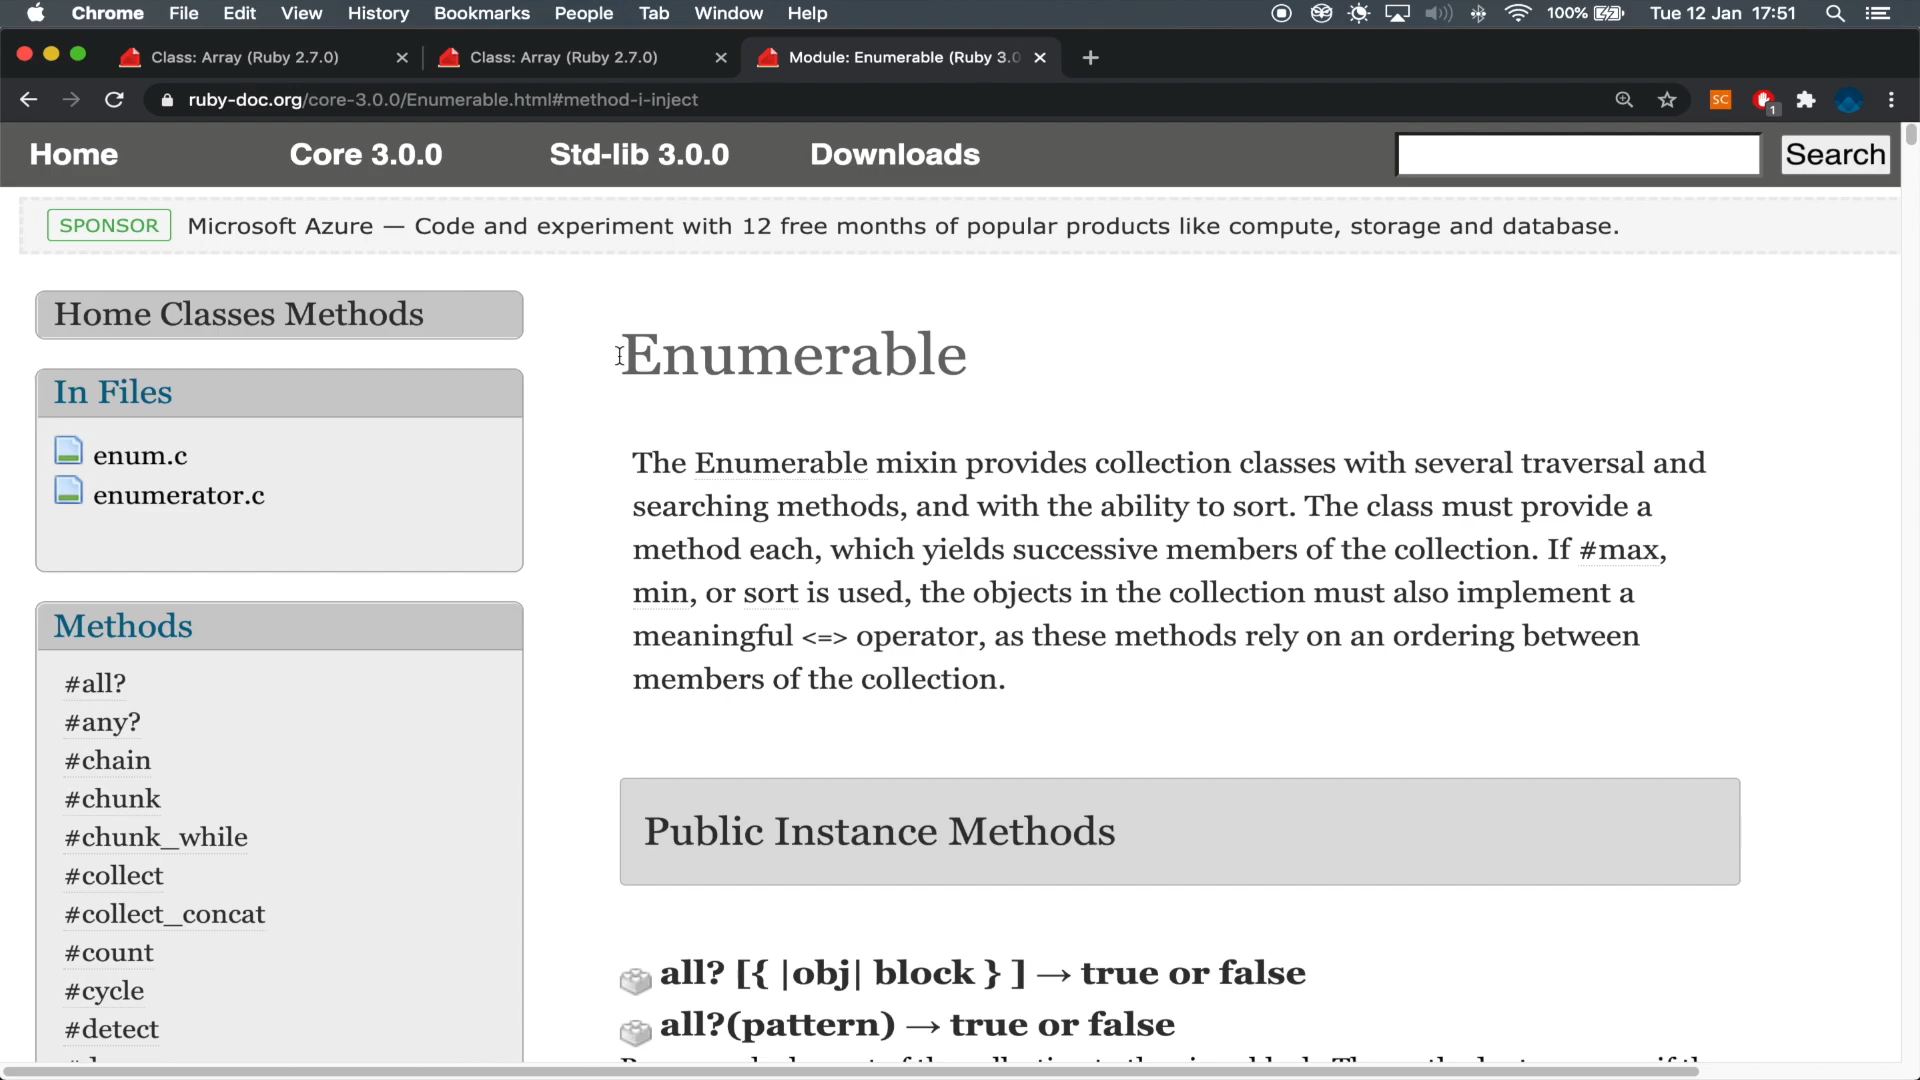 Chrome File Edit View History Bookmarks People Tab Window Help 100% Tue 12 Jan 17:51
Class: Array (Ruby 2.7.0) Class: Array (Ruby 2.7.0) Module: Enumerable (Ruby 3.0
ruby-doc.org/core-3.0.0/Enumerable.html#method-i-inject SC 1
Home Core 3.0.0 Std-lib 3.0.0 Downloads Search
SPONSOR Microsoft Azure — Code and experiment with 12 free months of popular products like compute, storage and database.
Home Classes Methods
In Files
enum.c
enumerator.c
Methods
#all?
#any?
#chain
#chunk
#chunk_while
#collect
#collect_concat
#count
#cycle
#detect
Enumerable
The Enumerable mixin provides collection classes with several traversal and
searching methods, and with the ability to sort. The class must provide a
method each, which yields successive members of the collection. If #max,
min, or sort is used, the objects in the collection must also implement a
meaningful <=> operator, as these methods rely on an ordering between
members of the collection.
Public Instance Methods
all? [{ |obj| block } ] → true or false
all?(pattern) → true or false